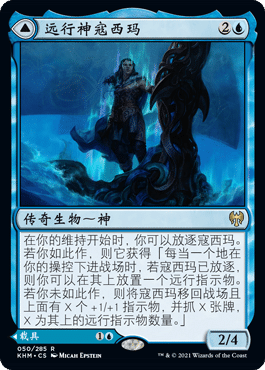 远行神寇西玛 2
传奇生物～神
在你的维持开始时，你可以放逐寇西玛。
若你如此作，则它获得「每当一个地在
你的操控下进战场时，若寇西玛已放逐，
则你可以在其上放置一个远行指示物。
若你未如此作，则将寇西玛移回战场且
上面有 X 个 +1/+1 指示物，并抓 X 张牌，
X 为其上的远行指示物数量。」
载具 1
2/4
050/285 R
KHM • CS MICAH EPSTEIN
™ & © 2021 Wizards of the Coast